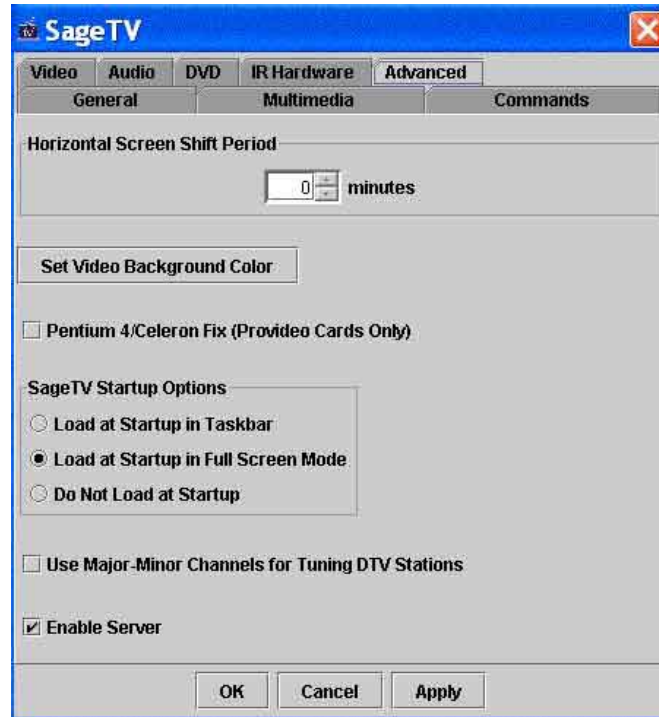 SageTV
Video Audio DVD IR Hardware Advanced
General Multimedia Commands
Horizontal Screen Shift Period
0 minutes
Set Video Background Color
Pentium 4/Celeron Fix (Provideo Cards Only)
SageTV Startup Options
Load at Startup in Taskbar
Load at Startup in Full Screen Mode
Do Not Load at Startup
Use Major-Minor Channels for Tuning DTV Stations
Enable Server
OK Cancel Apply